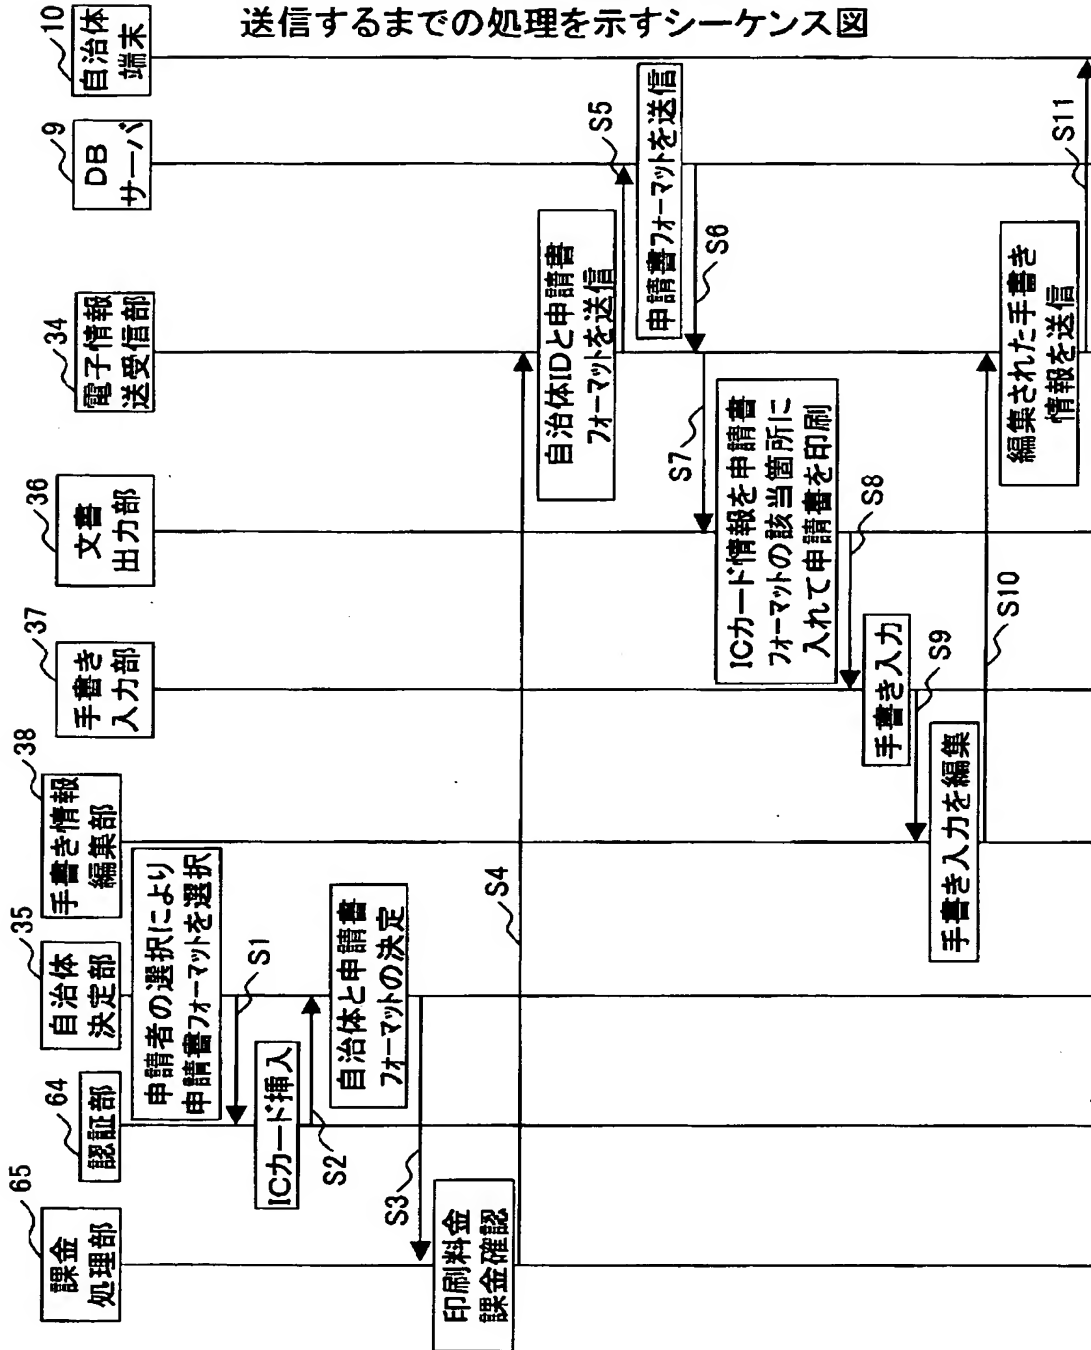 送信するまでの処理を示すシーケンス図
65
課金
処理部
64
認証部
35
自治体
決定部
38
手書き情報
編集部
37
手書き
入力部
36
文書
出力部
34
電子情報
送受信部
9
DB
サーバ
10
自治体
端末
申請者の選択により
申請書フォーマットを選択
S1
ICカード挿入
S2
自治体と申請書
フォーマットの決定
S3
印刷料金
課金確認
S4
自治体IDと申請書
フォーマットを送信
S5
申請書フォーマットを送信
S6
S7
ICカード情報を申請書
フォーマットの該当箇所に
入れて申請書を印刷
S8
手書き入力
S9
手書き入力を編集
S10
編集された手書き
情報を送信
S11